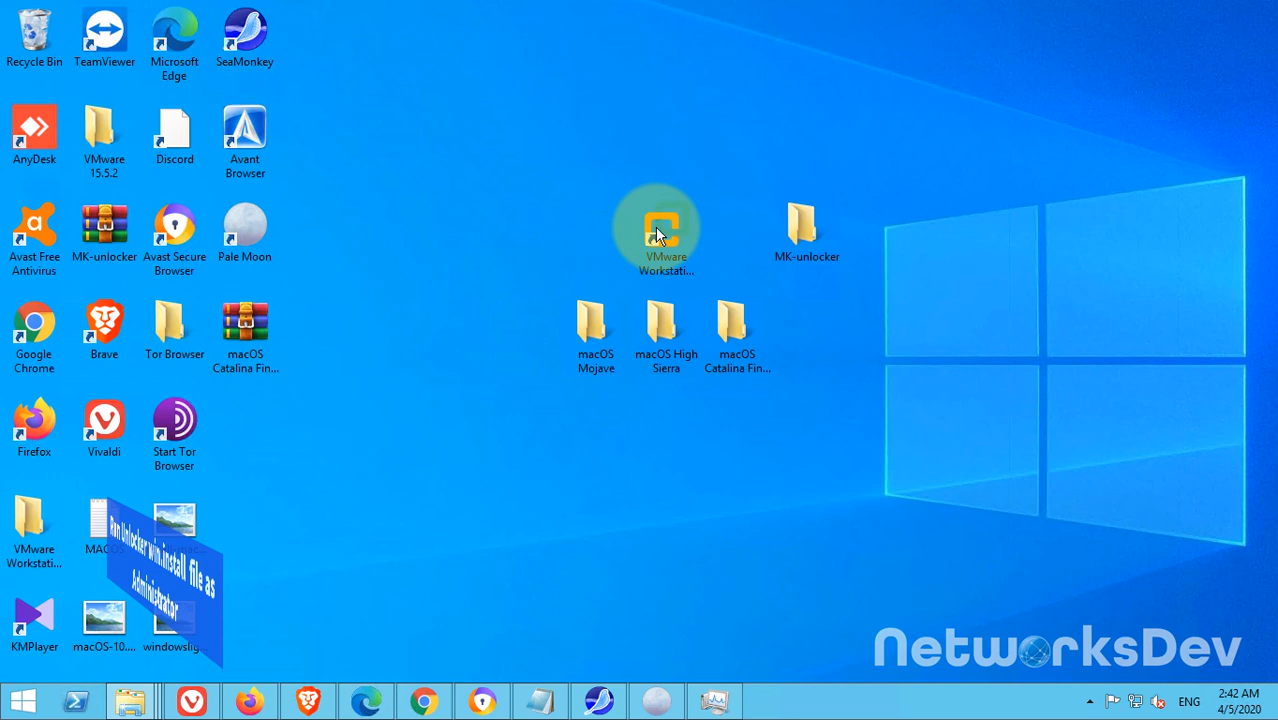 Recycle Bin
TeamViewer
Microsoft
Edge
SeaMonkey
AnyDesk
VMware
15.5.2
Discord
Avant
Browser
Avast Free
Antivirus
MK-unlocker
Avast Secure
Browser
Pale Moon
VMware
Workstati...
MK-unlocker
Google
Chrome
Brave
Tor Browser
macOS
Catalina Fin...
macOS
Mojave
macOS High
Sierra
macOS
Catalina Fin...
Firefox
Vivaldi
Start Tor
Browser
VMware
Workstati...
Ran Unlocker win.install file as
Administrator
KMPlayer
macOS-10....
windowslig...
NetworksDev
ENG
2:42 AM
4/5/2020